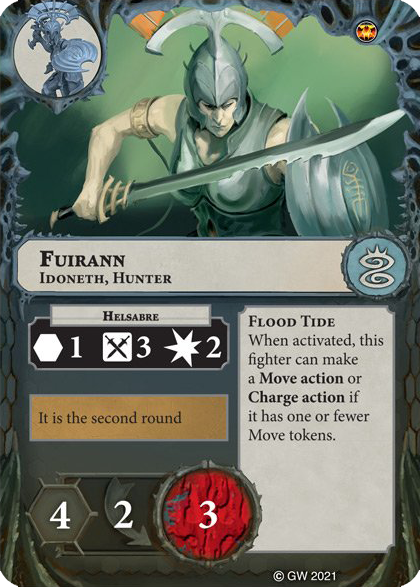 Fuirann
Idoneth, Hunter
Helsabre
1 3 2
Flood Tide
When activated, this
fighter can make
a Move action or
Charge action if
it has one or fewer
Move tokens.
It is the second round
4 2 3
© GW 2021